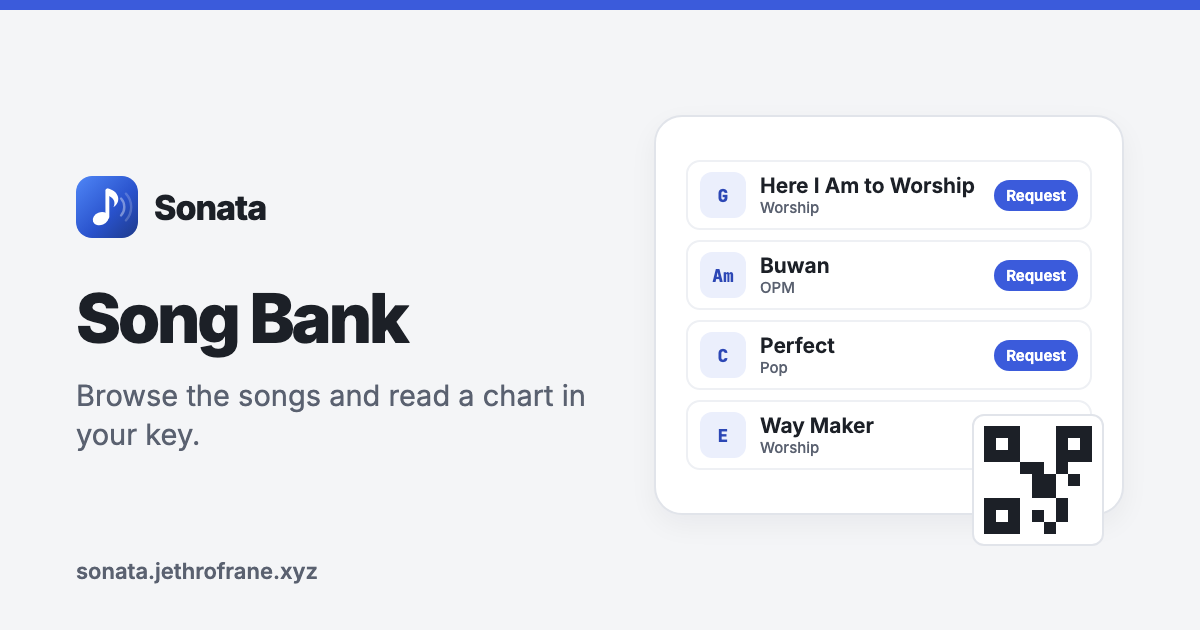 Sonata
Song Bank
Browse the songs and read a chart in
your key.
sonata.jethrofrane.xyz
G
Here I Am to Worship
Worship
Request
Am
Buwan
OPM
Request
C
Perfect
Pop
Request
E
Way Maker
Worship